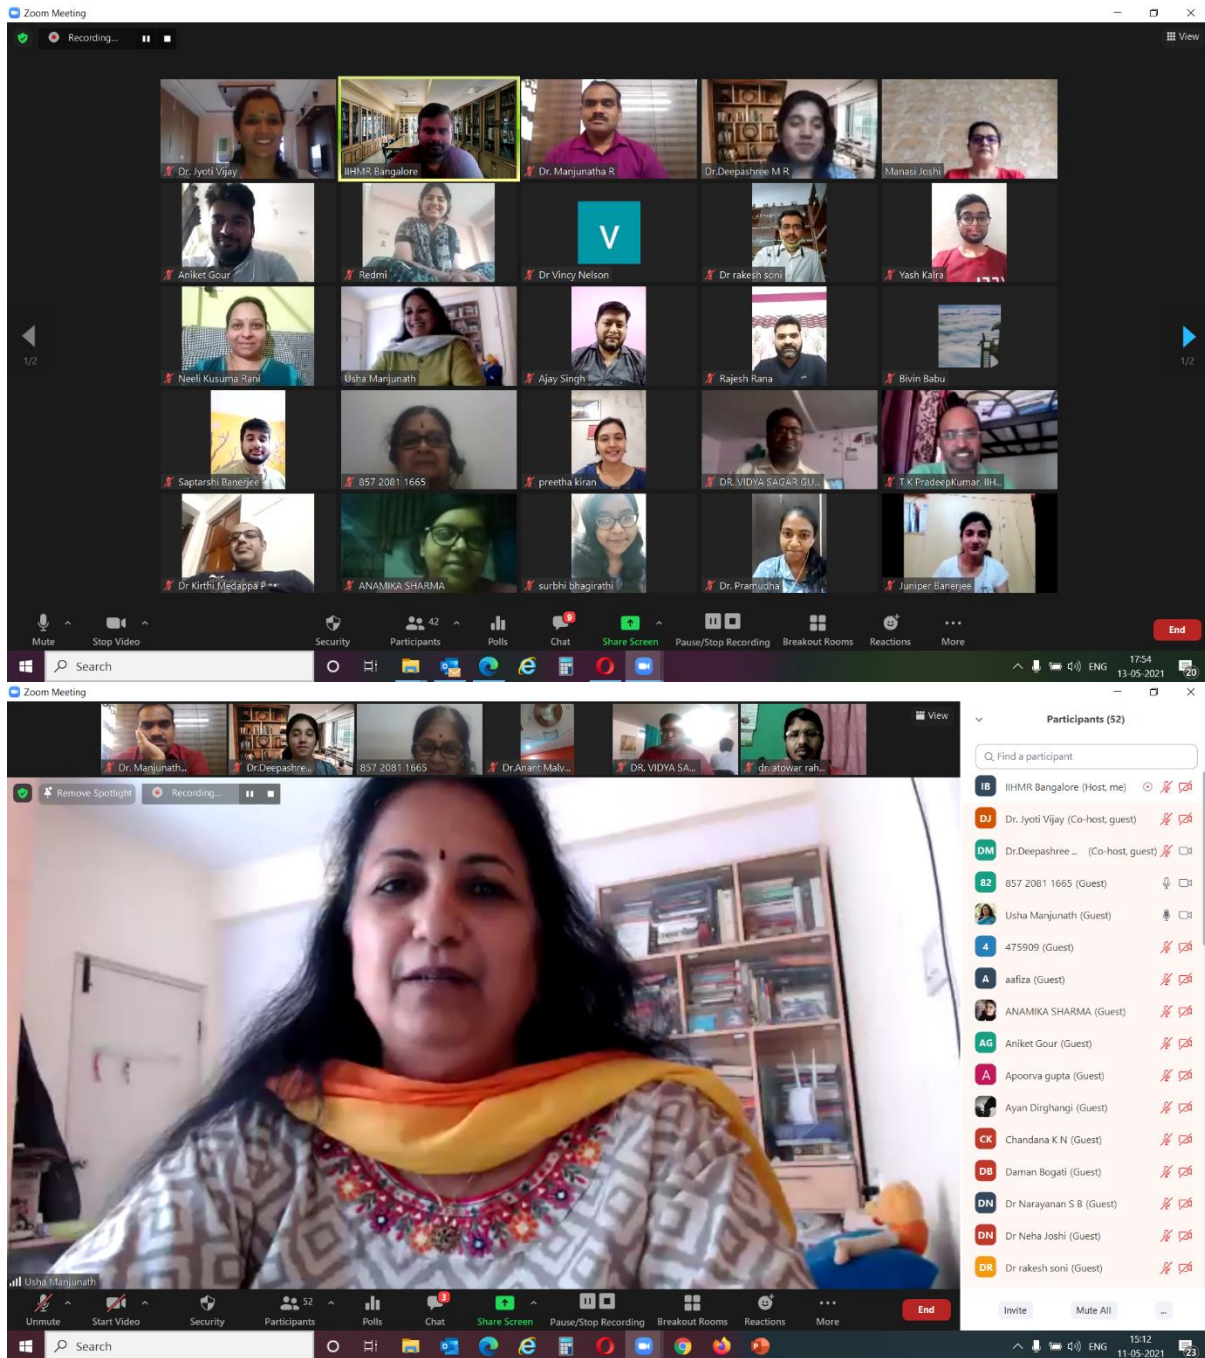 Zoom Meeting
Recording...
View
Dr. Jyoti Vijay
IIHMR Bangalore
Dr. Manjunatha R
Dr.Deepashree M R
Manasi Joshi
Aniket Gour
Redmi
V
Dr Vincy Nelson
Dr rakesh soni
Yash Kalra
1/2
1/2
Neeli Kusuma Rani
Usha Manjunath
Ajay Singh
Rajesh Rana
Bivin Babu
Saptarshi Banerjee
857 2081 1665
preetha kiran
DR. VIDYA SAGAR GU...
T K PradeepKumar, IIH...
Dr Kirthi Medappa P
ANAMIKA SHARMA
surbhi bhagirathi
Dr. Pramudha
Juniper Banerjee
42
9
Mute
Stop Video
Security
Participants
Polls
Chat
Share Screen
Pause/Stop Recording
Breakout Rooms
Reactions
More
End
Search
ENG
17:54
13-05-2021
20
Zoom Meeting
View
Dr. Manjunath...
Dr.Deepashre...
857 2081 1665
Dr.Anant Malv...
DR. VIDYA SA...
dr. atowar rah...
Remove Spotlight
Recording...
Usha Manjunath
Participants (52)
Find a participant
IB IIHMR Bangalore (Host, me)
DJ Dr. Jyoti Vijay (Co-host, guest)
DM Dr.Deepashree ... (Co-host, guest)
82 857 2081 1665 (Guest)
Usha Manjunath (Guest)
4 475909 (Guest)
A aafiza (Guest)
ANAMIKA SHARMA (Guest)
AG Aniket Gour (Guest)
A Apoorva gupta (Guest)
Ayan Dirghangi (Guest)
CK Chandana K N (Guest)
DB Daman Bogati (Guest)
DN Dr Narayanan S B (Guest)
DN Dr Neha Joshi (Guest)
DR Dr rakesh soni (Guest)
Invite
Mute All
...
52
3
Unmute
Start Video
Security
Participants
Polls
Chat
Share Screen
Pause/Stop Recording
Breakout Rooms
Reactions
More
End
Search
ENG
15:12
11-05-2021
23